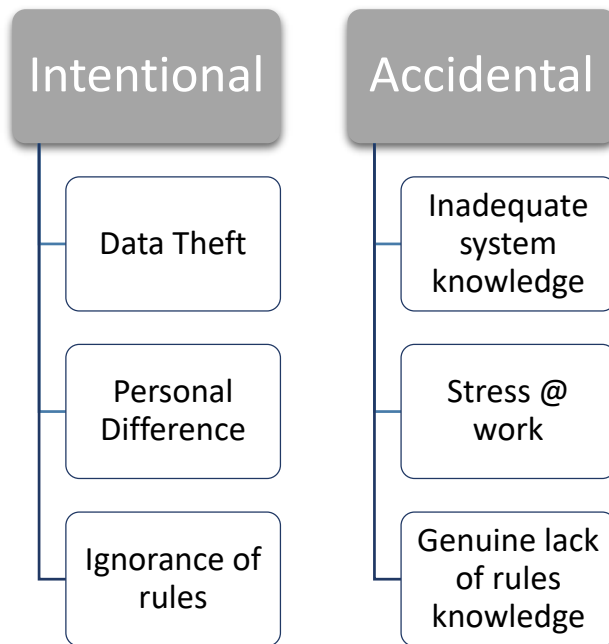 Intentional
Data Theft
Personal
Difference
Ignorance of
rules
Accidental
Inadequate
system
knowledge
Stress @
work
Genuine lack
of rules
knowledge